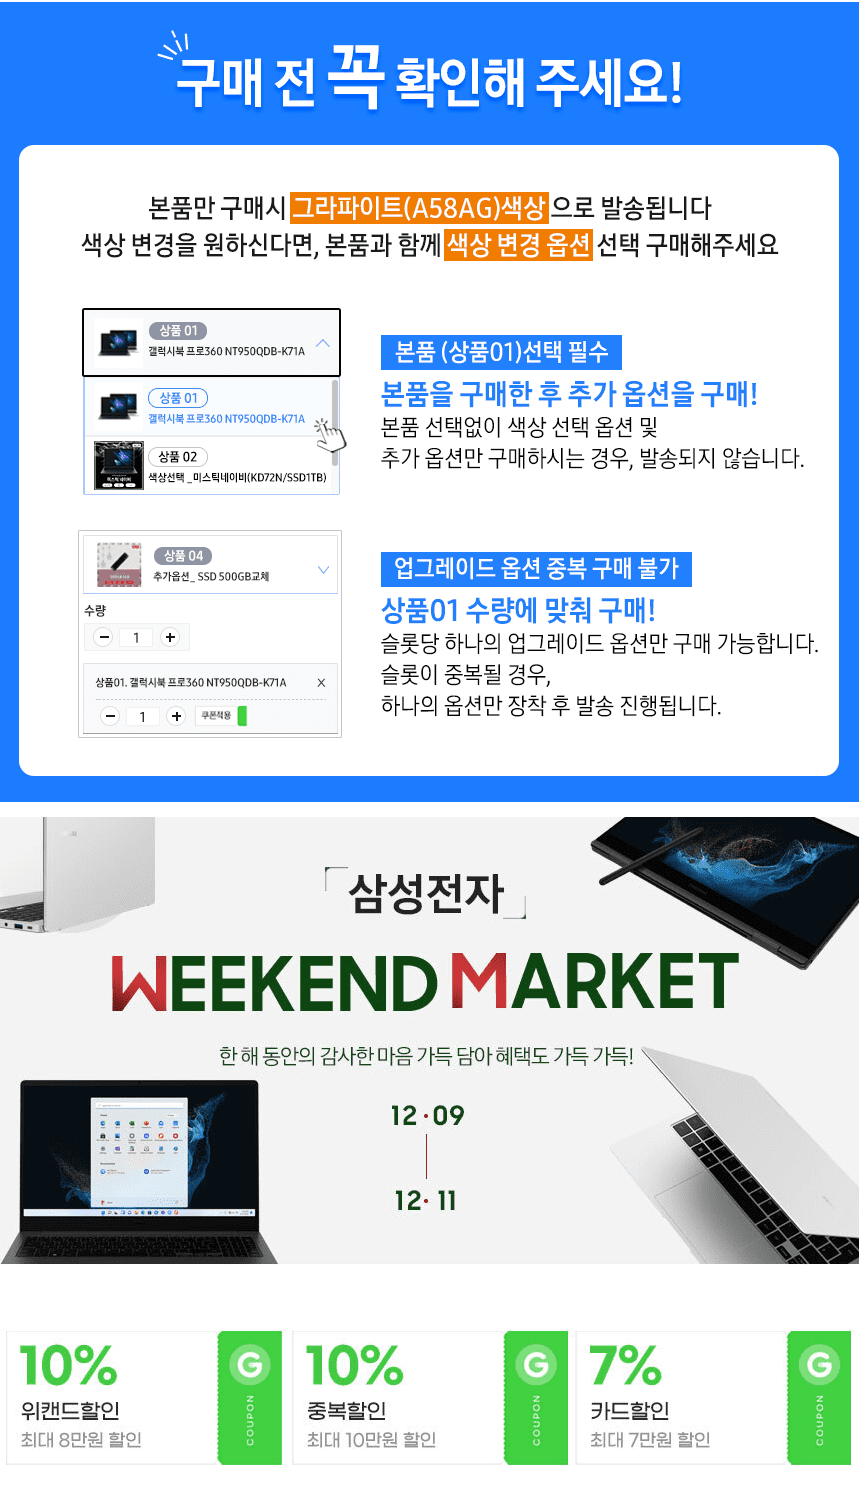 구매 전 꼭 확인해 주세요!
본품만 구매시 그라파이트(A58AG)색상으로 발송됩니다
색상 변경을 원하신다면, 본품과 함께 색상 변경 옵션 선택 구매해주세요
상품 01
갤럭시북 프로360 NT950QDB-K71A
상품 01
갤럭시북 프로360 NT950QDB-K71A
상품 02
색상선택 _미스틱네이비(KD72N/SSD1TB)
본품 (상품01)선택 필수
본품을 구매한 후 추가 옵션을 구매!
본품 선택없이 색상 선택 옵션 및
추가 옵션만 구매하시는 경우, 발송되지 않습니다.
상품 04
추가옵션_ SSD 500GB교체
수량
1
상품01. 갤럭시북 프로360 NT950QDB-K71A X
1 쿠폰적용
업그레이드 옵션 중복 구매 불가
상품01 수량에 맞춰 구매!
슬롯당 하나의 업그레이드 옵션만 구매 가능합니다.
슬롯이 중복될 경우,
하나의 옵션만 장착 후 발송 진행됩니다.
삼성전자
WEEKEND MARKET
한 해 동안의 감사한 마음 가득 담아 혜택도 가득 가득!
12·09
12·11
10%
위캔드할인
최대 8만원 할인
G
COUPON
10%
중복할인
최대 10만원 할인
G
COUPON
7%
카드할인
최대 7만원 할인
G
COUPON